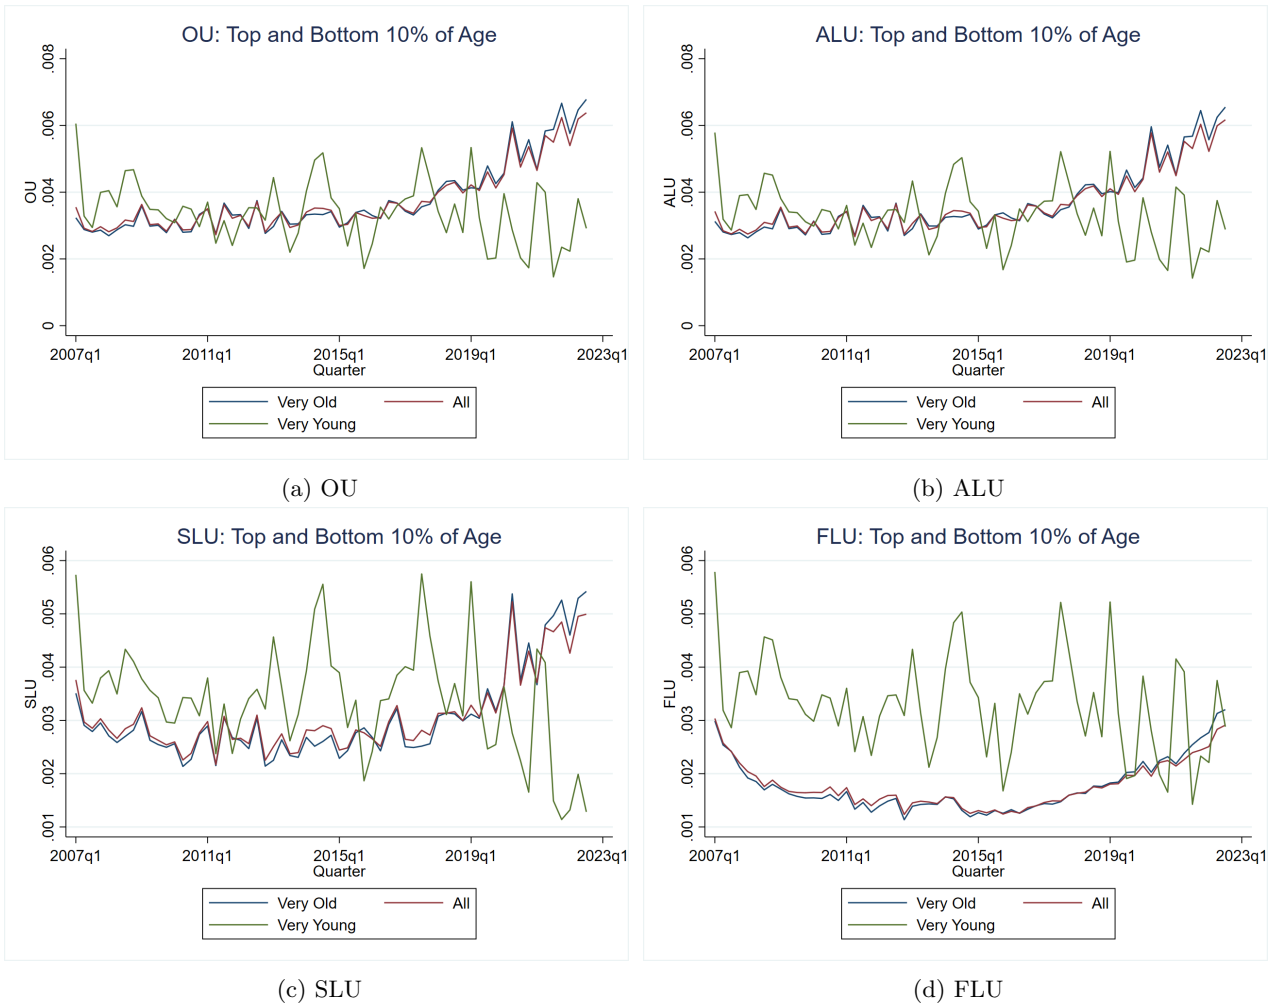 OU: Top and Bottom 10% of Age
.008
.006
.004
.002
0
OU
2007q1 2011q1 2015q1 2019q1 2023q1
Quarter
Very Old All
Very Young
(a) OU
ALU: Top and Bottom 10% of Age
.008
.006
.004
.002
0
ALU
2007q1 2011q1 2015q1 2019q1 2023q1
Quarter
Very Old All
Very Young
(b) ALU
SLU: Top and Bottom 10% of Age
.006
.005
.004
.003
.002
.001
SLU
2007q1 2011q1 2015q1 2019q1 2023q1
Quarter
Very Old All
Very Young
(c) SLU
FLU: Top and Bottom 10% of Age
.006
.005
.004
.003
.002
.001
FLU
2007q1 2011q1 2015q1 2019q1 2023q1
Quarter
Very Old All
Very Young
(d) FLU